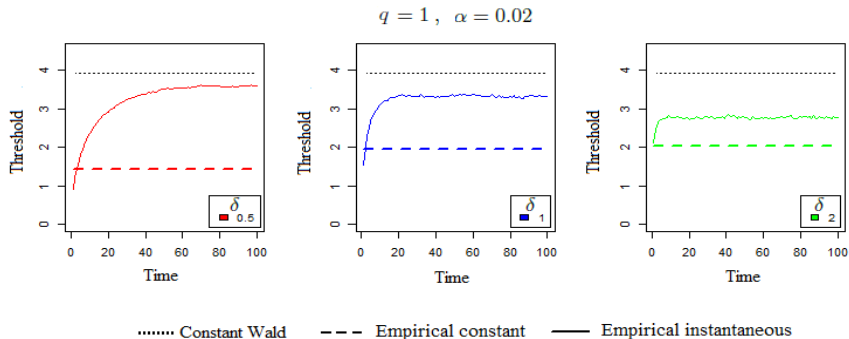 q = 1 , α = 0.02
Threshold
4
3
2
1
0
δ
0.5
0 20 40 60 80 100
Time
Threshold
4
3
2
1
0
δ
1
0 20 40 60 80 100
Time
Threshold
4
3
2
1
0
δ
2
0 20 40 60 80 100
Time
Constant Wald Empirical constant Empirical instantaneous